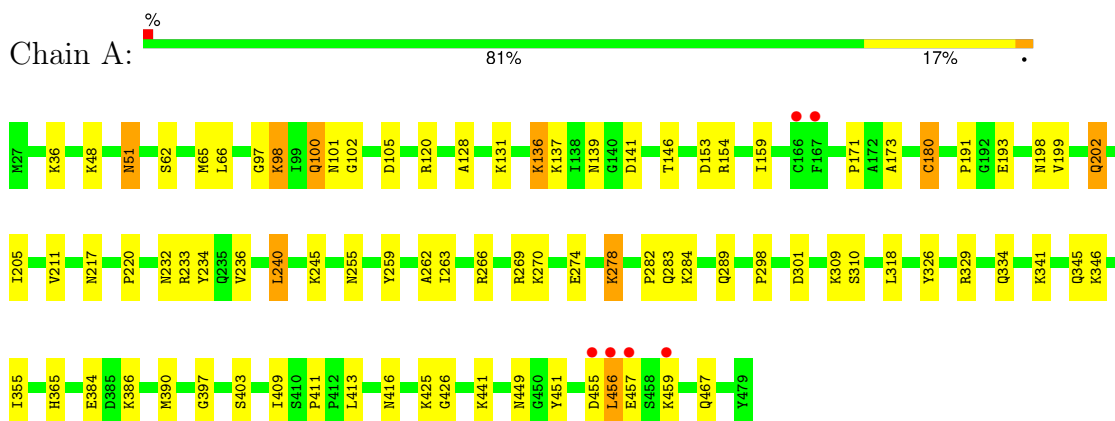 %
Chain A:
81% 17% •
M27 K36 K48 N51 S62 M65 L66 G97 K98 I99 Q100 N101 G102 D105 R120 A128 K131 K136 K137 I138 N139 G140 D141 T146 D153 R154 I159 C166 F167 P171 A172 A173 C180 P191 G192 E193 N198 V199 Q202
I205 V211 N217 P220 N232 R233 Y234 Q235 V236 L240 K245 N255 Y259 A262 I263 R266 R269 K270 E274 K278 P282 Q283 K284 Q289 P298 D301 K309 S310 L318 Y326 R329 Q334 K341 Q345 K346
I355 H365 E384 D385 K386 M390 G397 S403 I409 S410 P411 P412 L413 N416 K425 G426 K441 N449 G450 Y451 D455 L456 E457 S458 K459 Q467 Y479